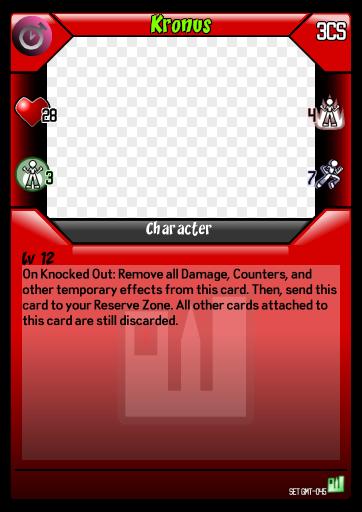 Kronus
3CS
28
4
3
7
Character
Lv 12
On Knocked Out: Remove all Damage, Counters, and
other temporary effects from this card. Then, send this
card to your Reserve Zone. All other cards attached to
this card are still discarded.
SET GMT-045